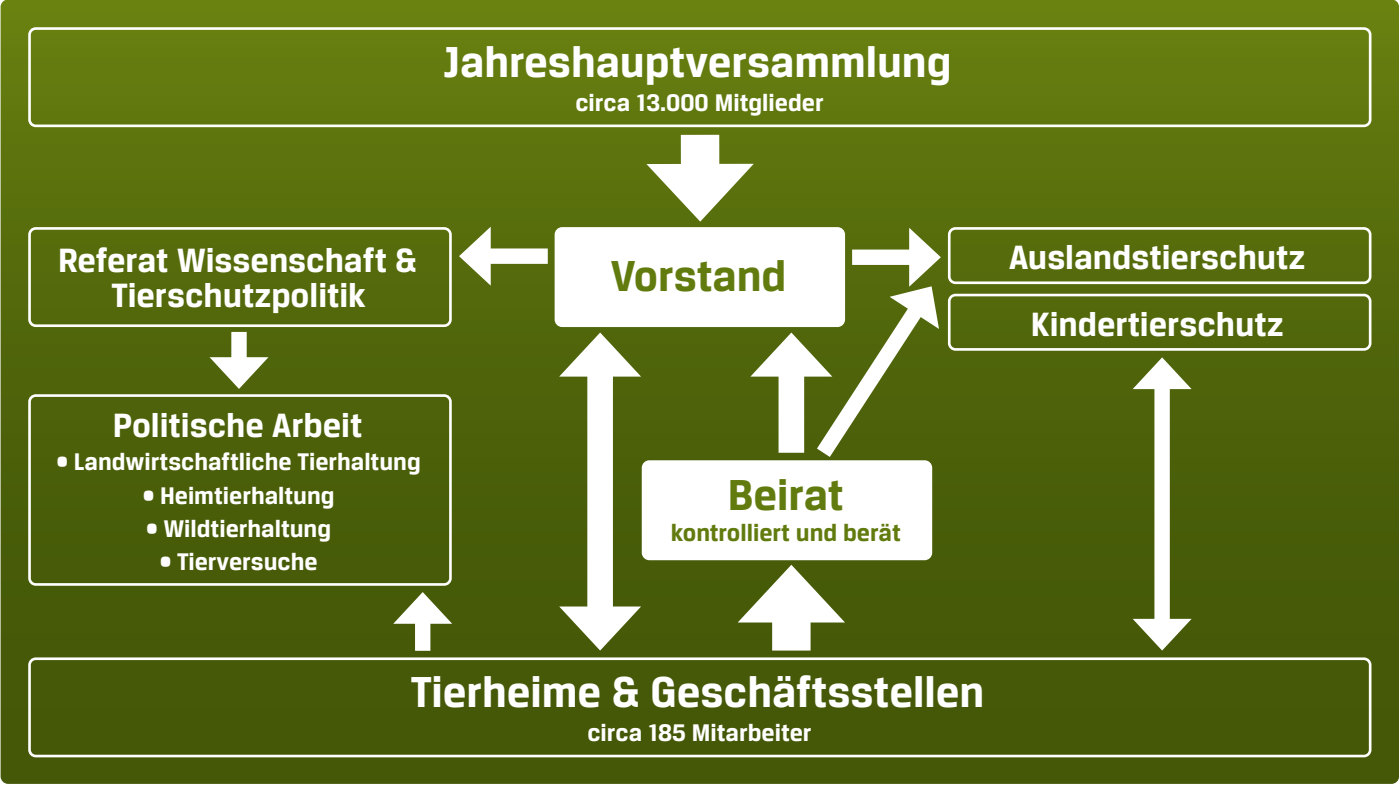 Jahreshauptversammlung
circa 13.000 Mitglieder
Referat Wissenschaft &
Tierschutzpolitik
Vorstand
Auslandstierschutz
Kindertierschutz
Politische Arbeit
• Landwirtschaftliche Tierhaltung
• Heimtierhaltung
• Wildtierhaltung
• Tierversuche
Beirat
kontrolliert und berät
Tierheime & Geschäftsstellen
circa 185 Mitarbeiter